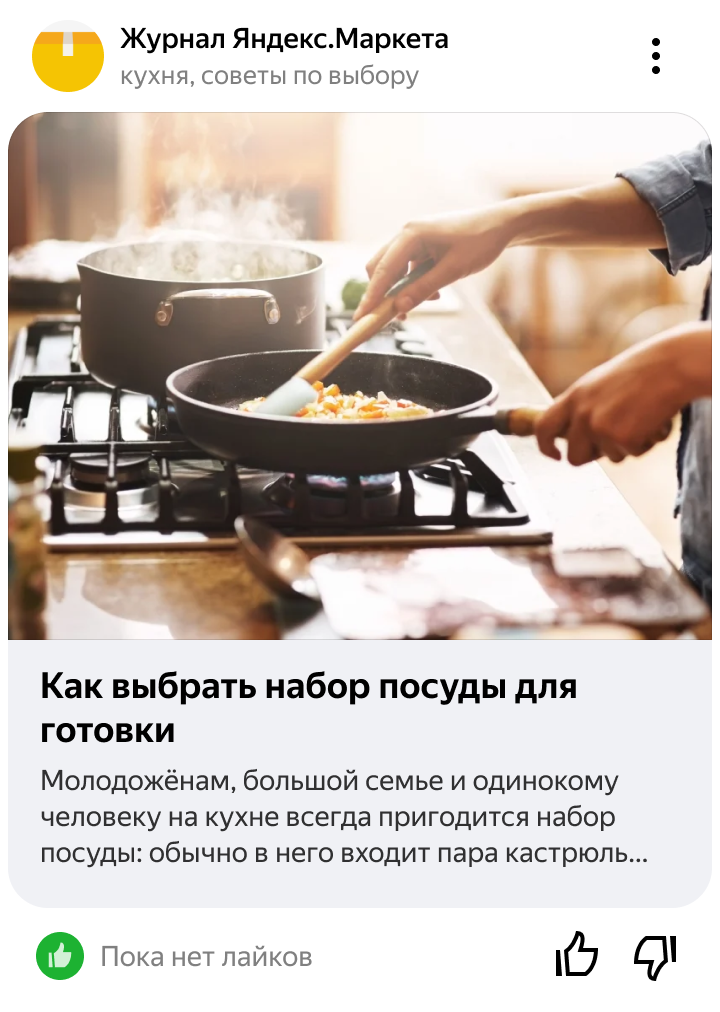 Журнал Яндекс.Маркета
кухня, советы по выбору
Как выбрать набор посуды для
готовки
Молодожёнам, большой семье и одинокому
человеку на кухне всегда пригодится набор
посуды: обычно в него входит пара кастрюль...
Пока нет лайков